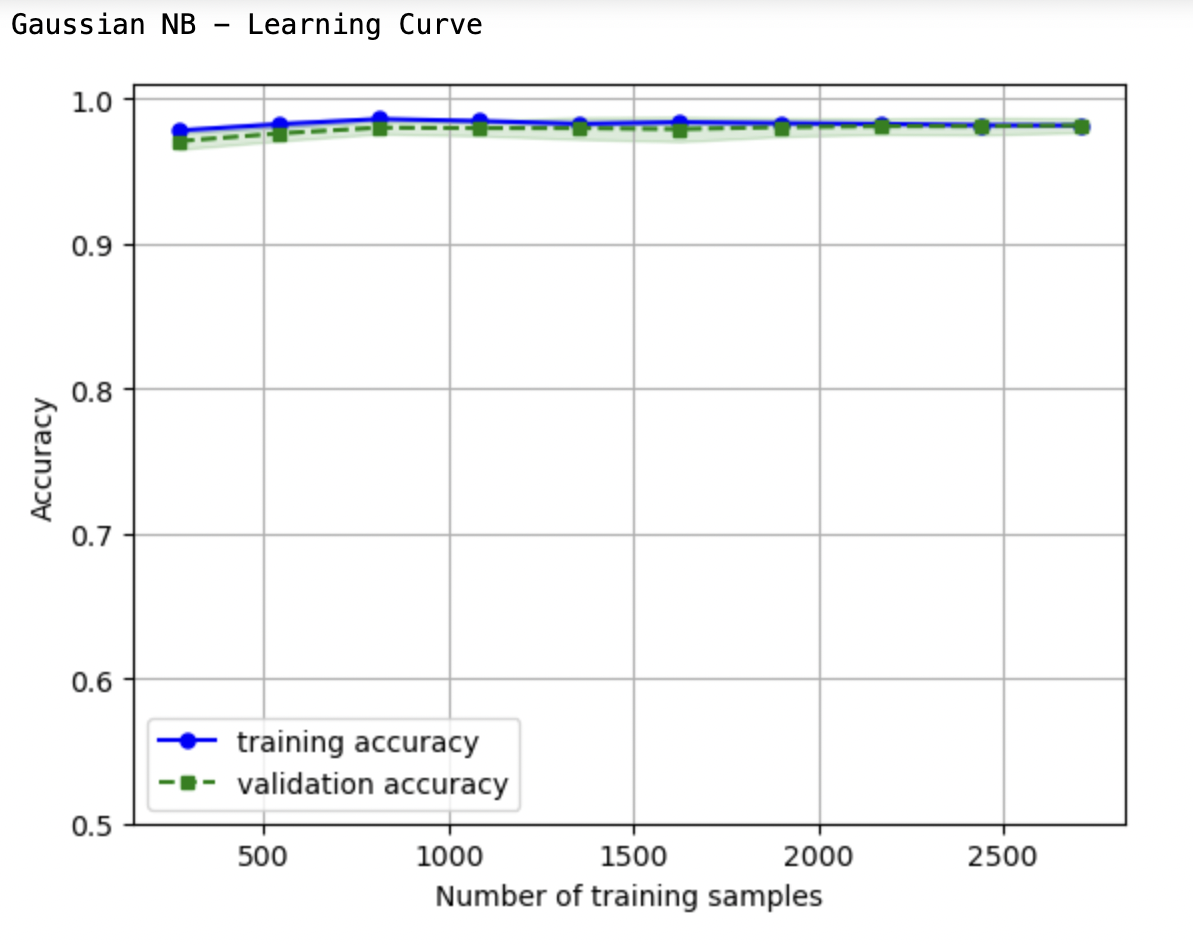 Gaussian NB – Learning Curve
1.0
0.9
0.8
0.7
0.6
0.5
Accuracy
training accuracy
validation accuracy
500 1000 1500 2000 2500
Number of training samples